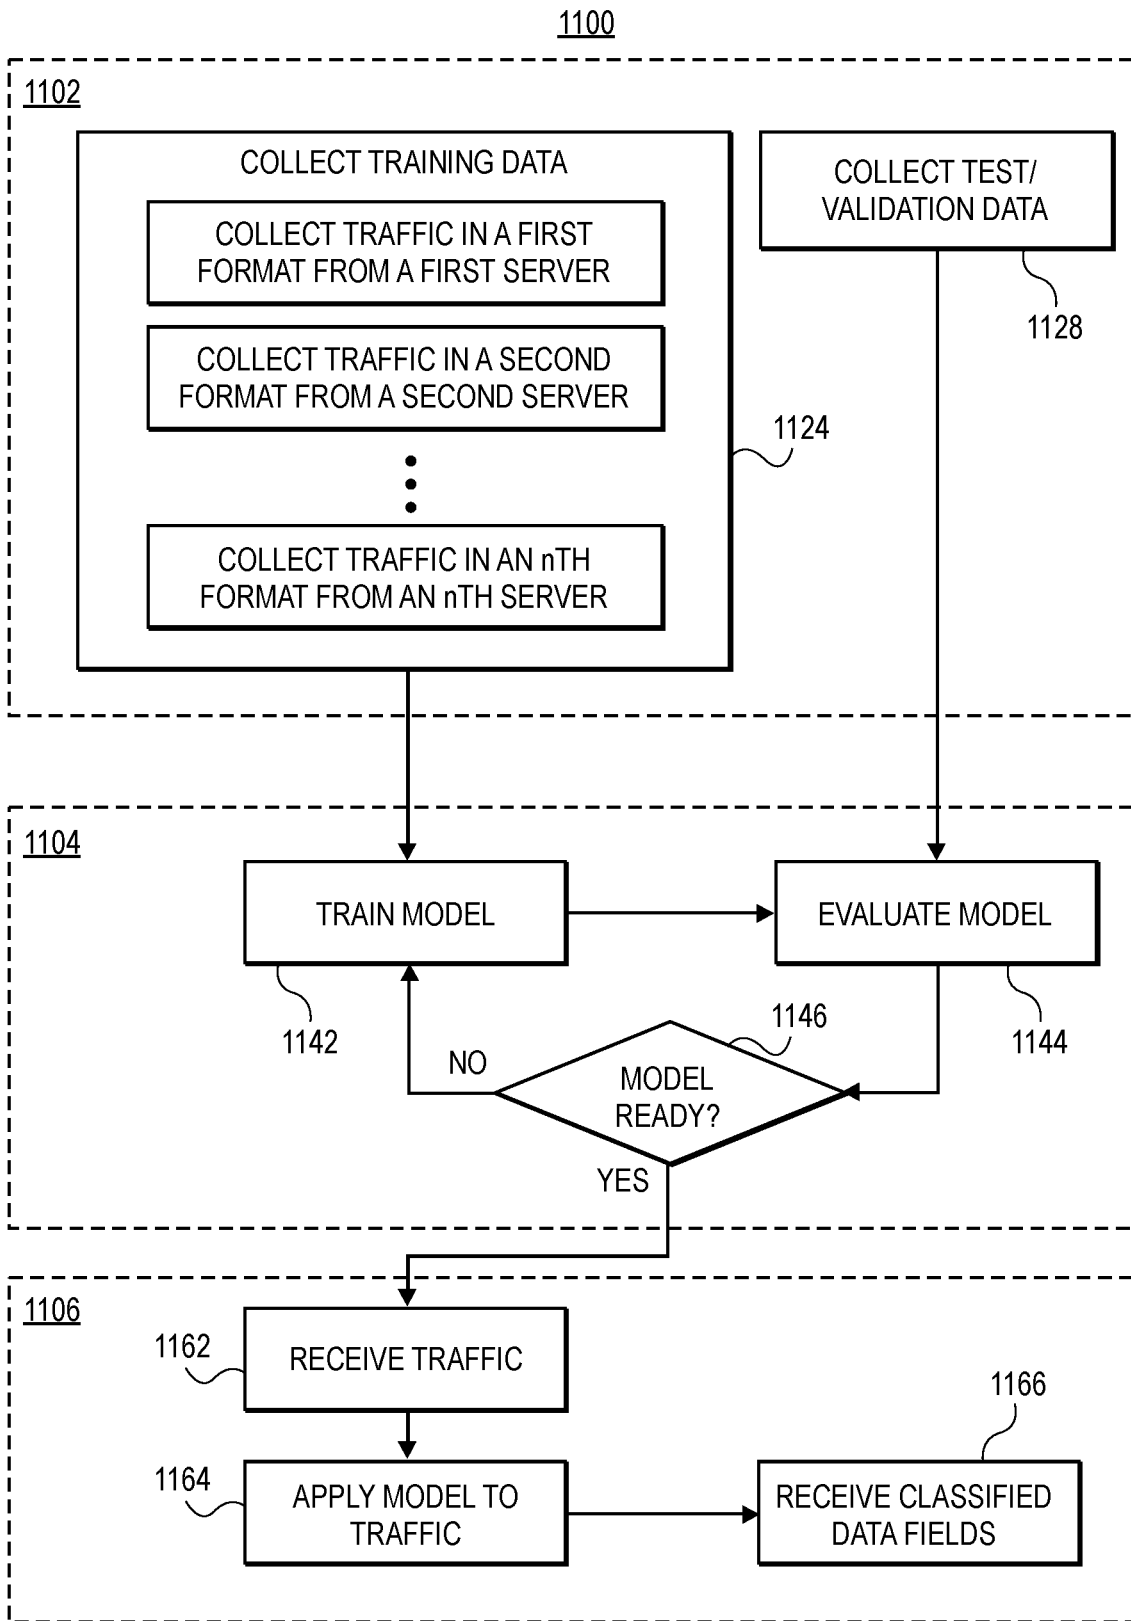 1100
1102
COLLECT TRAINING DATA
COLLECT TRAFFIC IN A FIRST
FORMAT FROM A FIRST SERVER
COLLECT TRAFFIC IN A SECOND
FORMAT FROM A SECOND SERVER
COLLECT TRAFFIC IN AN nTH
FORMAT FROM AN nTH SERVER
1124
COLLECT TEST/
VALIDATION DATA
1128
1104
TRAIN MODEL
1142
EVALUATE MODEL
1144
1146
MODEL
READY?
NO
YES
1106
1162
RECEIVE TRAFFIC
1164
APPLY MODEL TO
TRAFFIC
1166
RECEIVE CLASSIFIED
DATA FIELDS